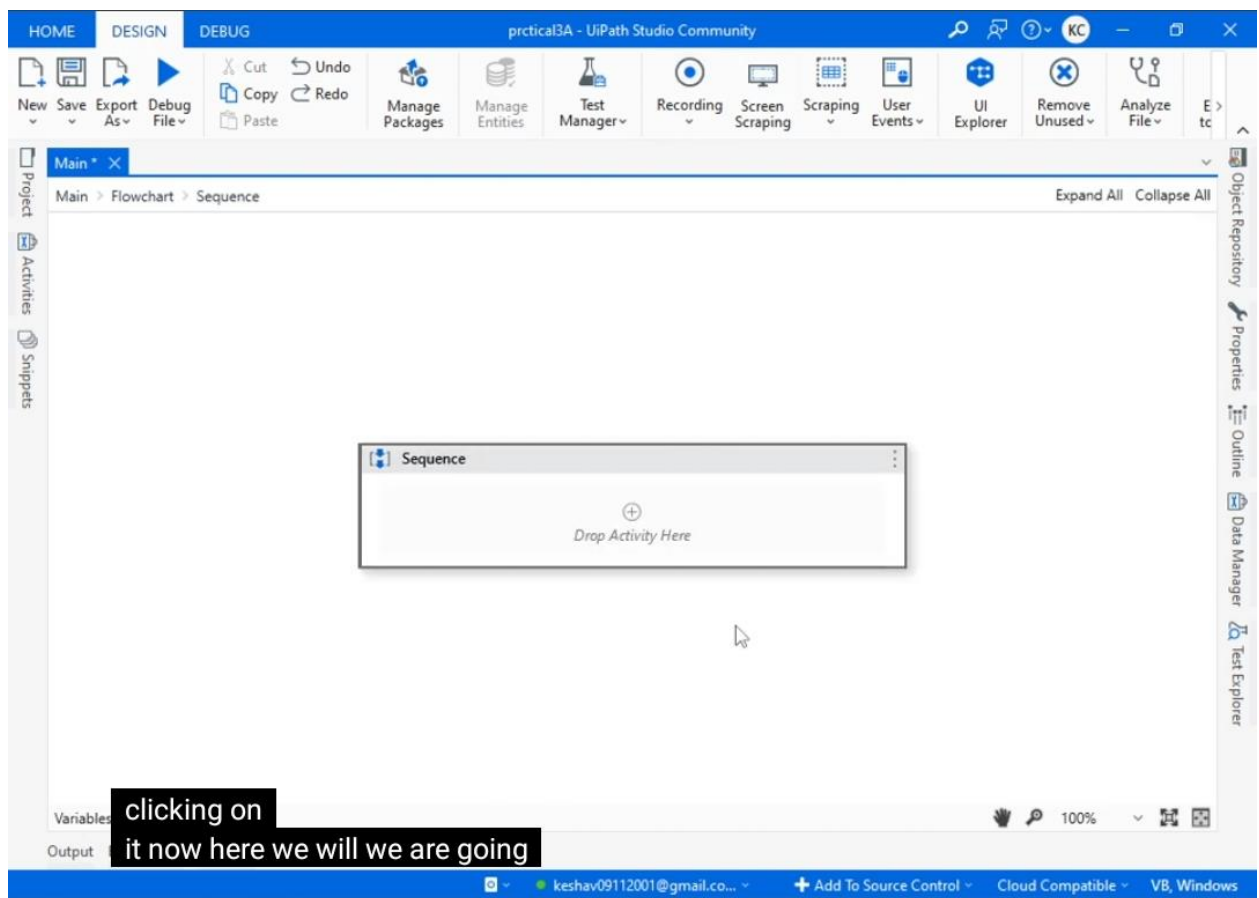 HOME DESIGN DEBUG prctical3A - UiPath Studio Community KC
New Save Export As Debug File Cut Copy Paste Undo Redo Manage Packages Manage Entities Test Manager Recording Screen Scraping Scraping User Events UI Explorer Remove Unused Analyze File
Main * 
Main > Flowchart > Sequence Expand All Collapse All
Project
Activities
Snippets
Object Repository
Properties
Outline
Data Manager
Test Explorer
Sequence
Drop Activity Here
Variables 100%
Output
clicking on
it now here we will we are going
keshav09112001@gmail.co... Add To Source Control Cloud Compatible VB, Windows